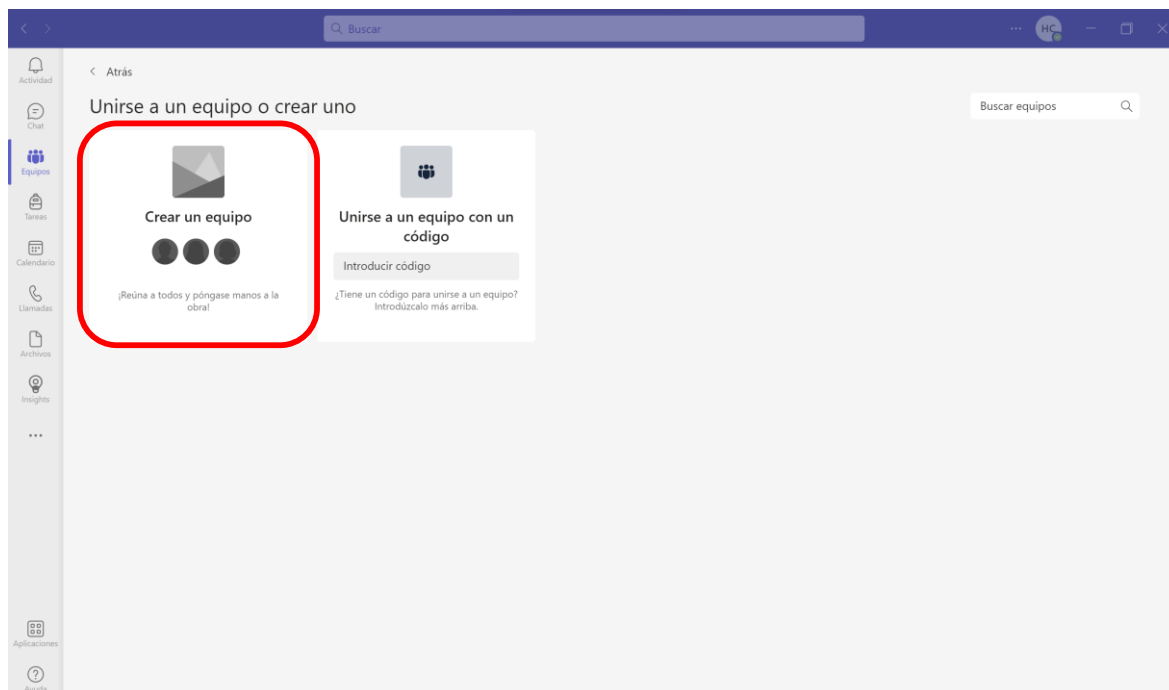 Buscar
HC
Actividad
Chat
Equipos
Tareas
Calendario
Llamadas
Archivos
Insights
Aplicaciones
Ayuda
Atrás
Unirse a un equipo o crear uno
Buscar equipos
Crear un equipo
¡Reúna a todos y póngase manos a la
obra!
Unirse a un equipo con un
código
Introducir código
¿Tiene un código para unirse a un equipo?
Introdúzcalo más arriba.